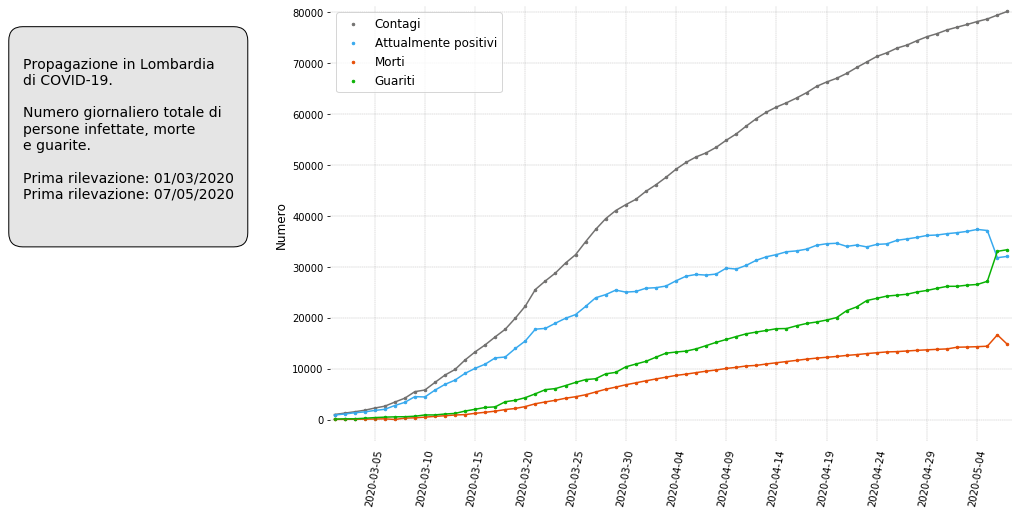 Propagazione in Lombardia
di COVID-19.
Numero giornaliero totale di
persone infettate, morte
e guarite.
Prima rilevazione: 01/03/2020
Prima rilevazione: 07/05/2020
Contagi
Attualmente positivi
Morti
Guariti
Numero
80000
70000
60000
50000
40000
30000
20000
10000
0
2020-03-05
2020-03-10
2020-03-15
2020-03-20
2020-03-25
2020-03-30
2020-04-04
2020-04-09
2020-04-14
2020-04-19
2020-04-24
2020-04-29
2020-05-04